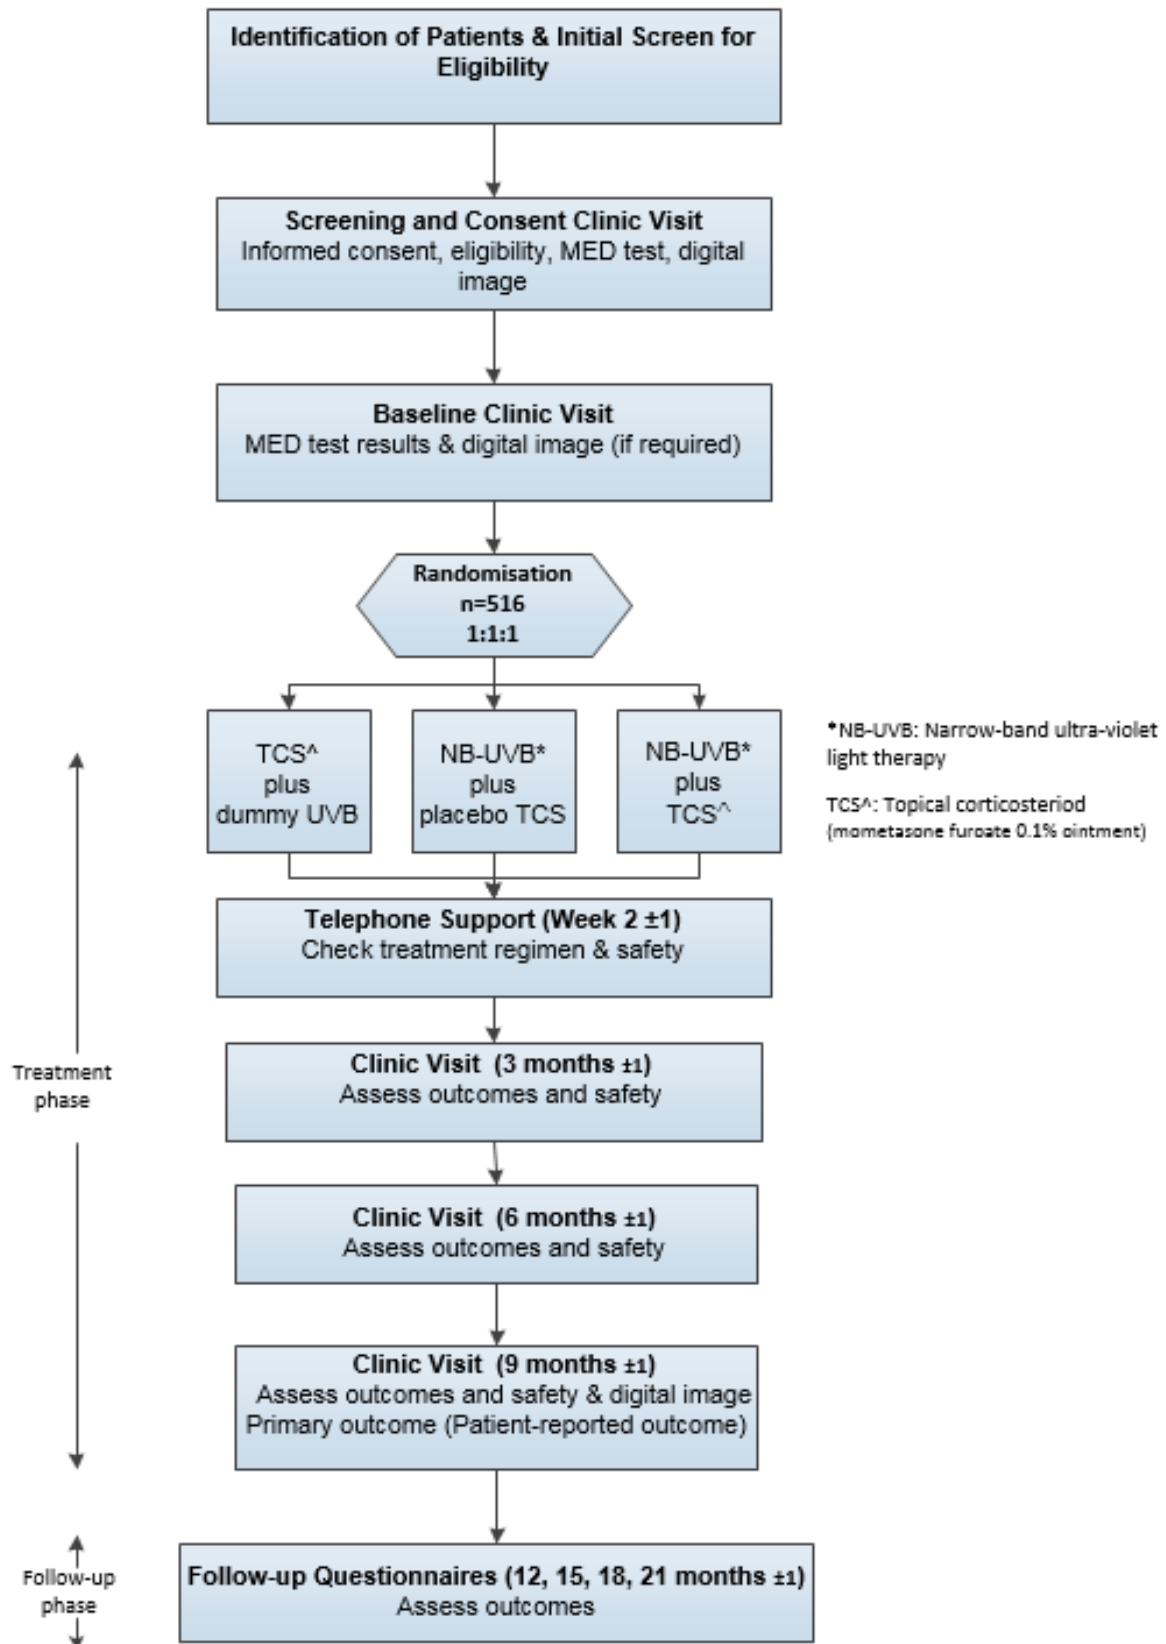 Identification of Patients & Initial Screen for
Eligibility
Screening and Consent Clinic Visit
Informed consent, eligibility, MED test, digital
image
Baseline Clinic Visit
MED test results & digital image (if required)
Randomisation
n=516
1:1:1
TCS^
plus
dummy UVB
NB-UVB*
plus
placebo TCS
NB-UVB*
plus
TCS^
*NB-UVB: Narrow-band ultra-violet
light therapy
TCS^: Topical corticosteriod
(mometasone furoate 0.1% ointment)
Telephone Support (Week 2 ±1)
Check treatment regimen & safety
Treatment
phase
Clinic Visit (3 months ±1)
Assess outcomes and safety
Clinic Visit (6 months ±1)
Assess outcomes and safety
Clinic Visit (9 months ±1)
Assess outcomes and safety & digital image
Primary outcome (Patient-reported outcome)
Follow-up
phase
Follow-up Questionnaires (12, 15, 18, 21 months ±1)
Assess outcomes